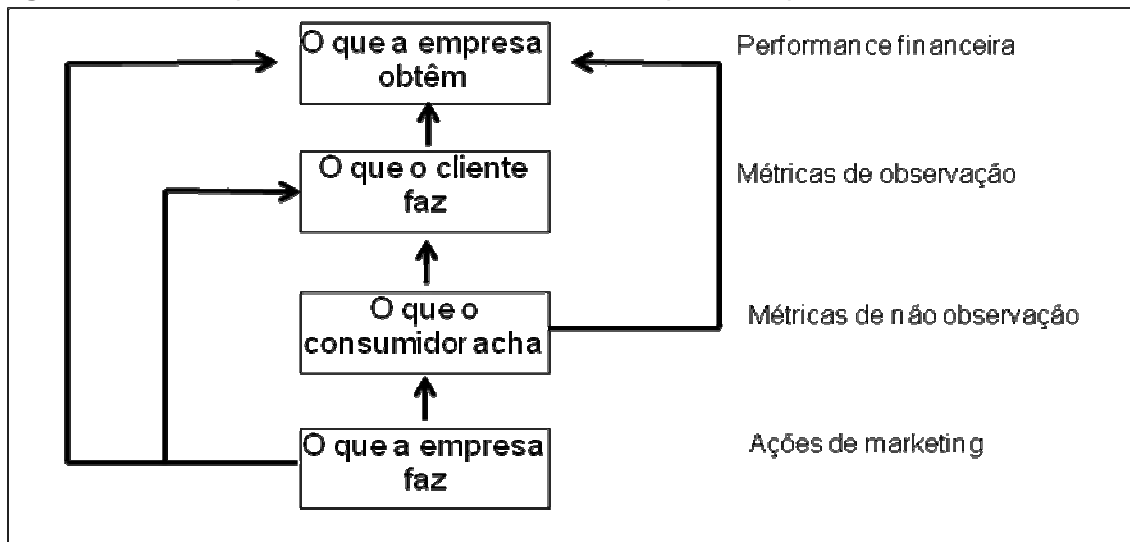 O que a empresa
obtêm
Performance financeira
O que o cliente
faz
Métricas de observação
O que o
consumidor acha
Métricas de não observação
O que a empresa
faz
Ações de marketing